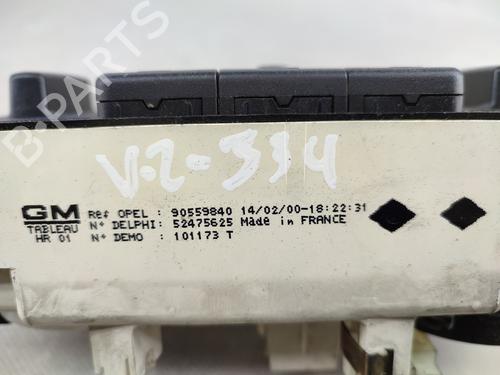 B-PARTS
V-2-334
GM
TABLEAU
HR 01
Ref OPEL : 90559840 14/02/00-18:22:31
N° DELPHI: 52475625 Made in FRANCE
N° DEMO : 101173 T